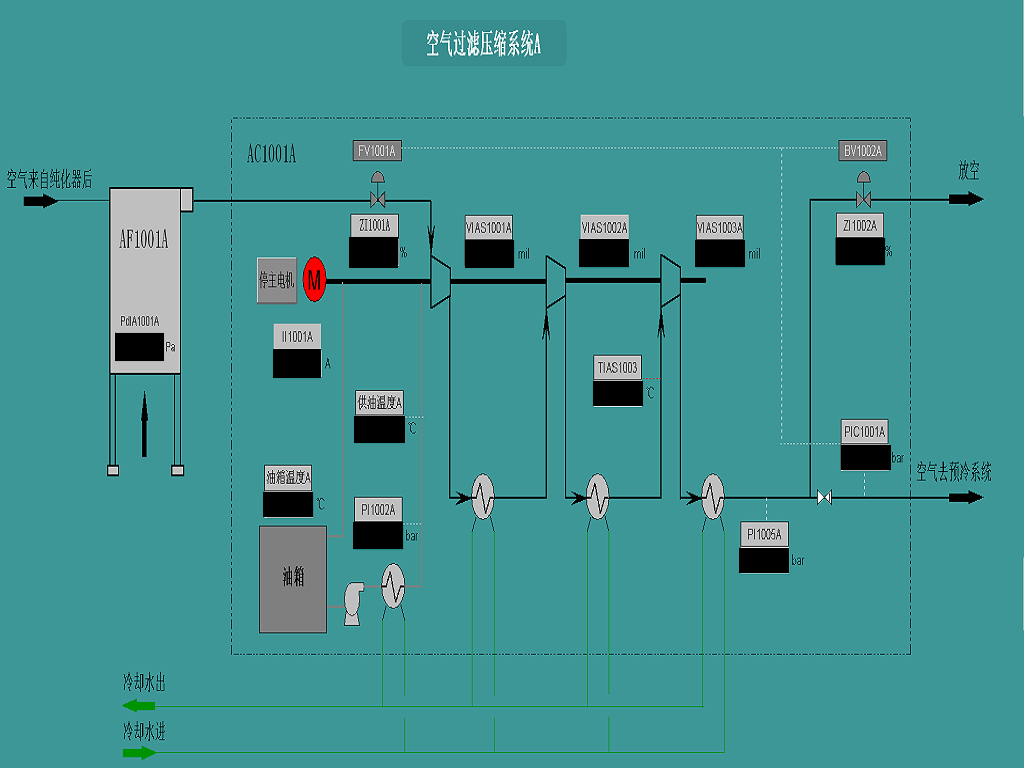 空气过滤压缩系统A
AC1001A
FV1001A
BV1002A
空气来自纯化器后
放空
AF1001A
ZI1001A
%
VIAS1001A
mil
VIAS1002A
mil
VIAS1003A
mil
ZI1002A
%
停主电机
M
PdIA1001A
Pa
II1001A
A
TIAS1003
℃
供油温度A
℃
PIC1001A
bar
空气去预冷系统
油箱温度A
℃
PI1002A
bar
PI1005A
bar
油箱
冷却水出
冷却水进